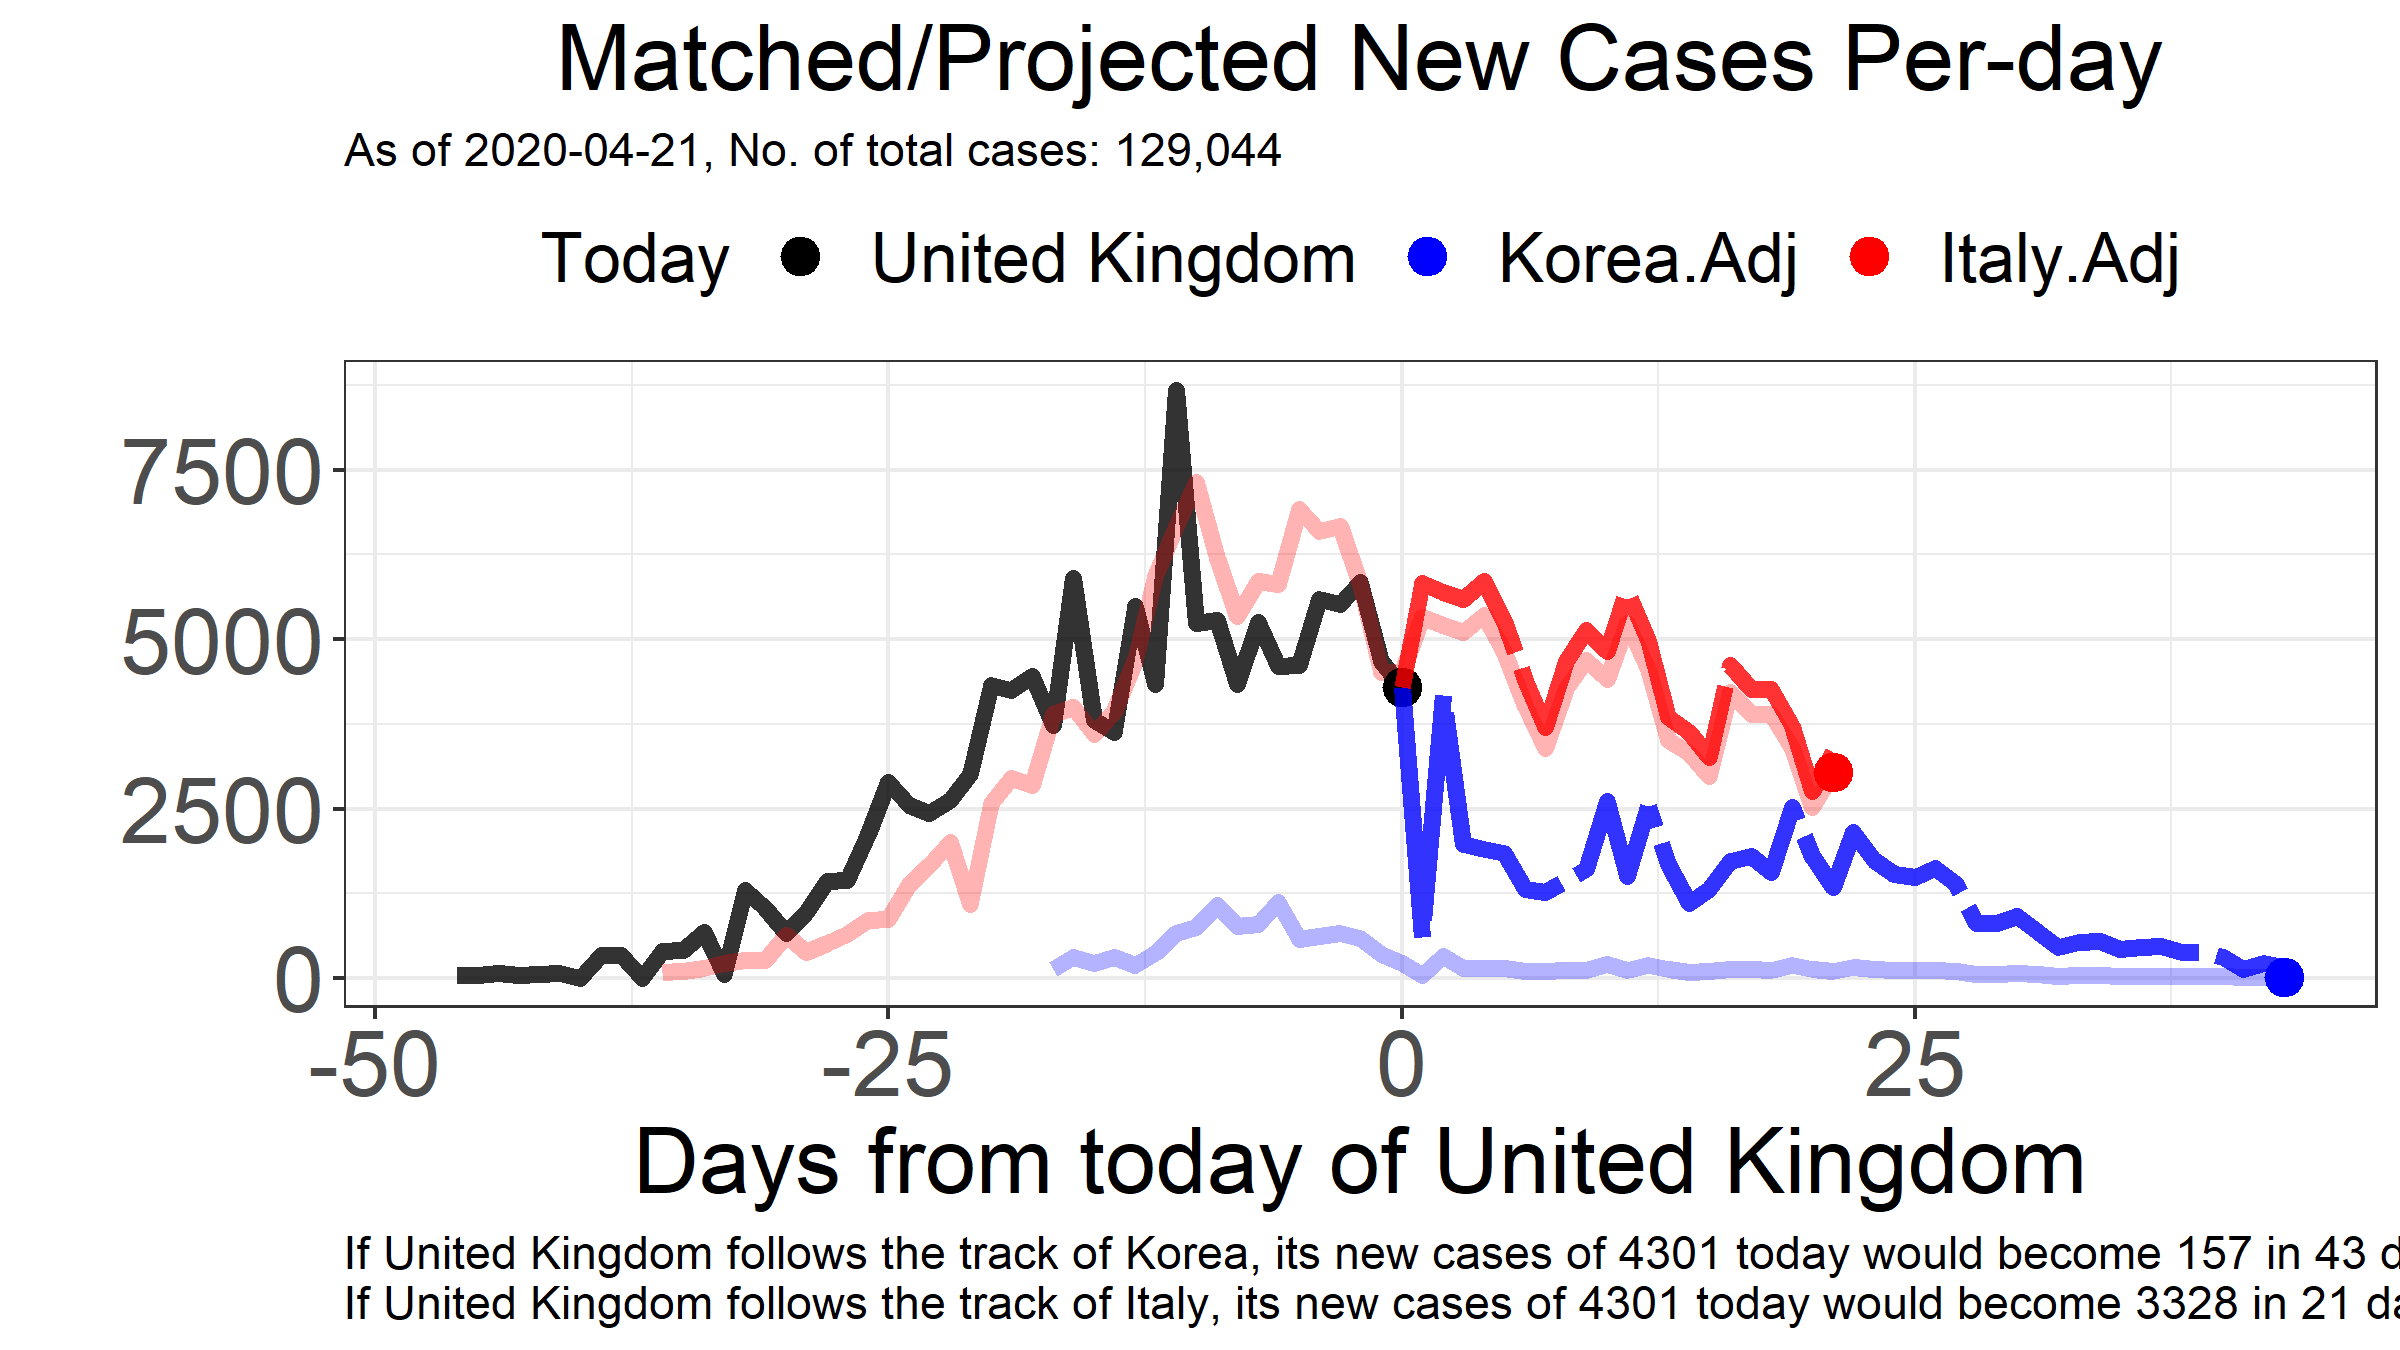 Matched/Projected New Cases Per-day
As of 2020-04-21, No. of total cases: 129,044
Today United Kingdom Korea.Adj Italy.Adj
7500
5000
2500
0
-50 -25 0 25
Days from today of United Kingdom
If United Kingdom follows the track of Korea, its new cases of 4301 today would become 157 in 43 d
If United Kingdom follows the track of Italy, its new cases of 4301 today would become 3328 in 21 da